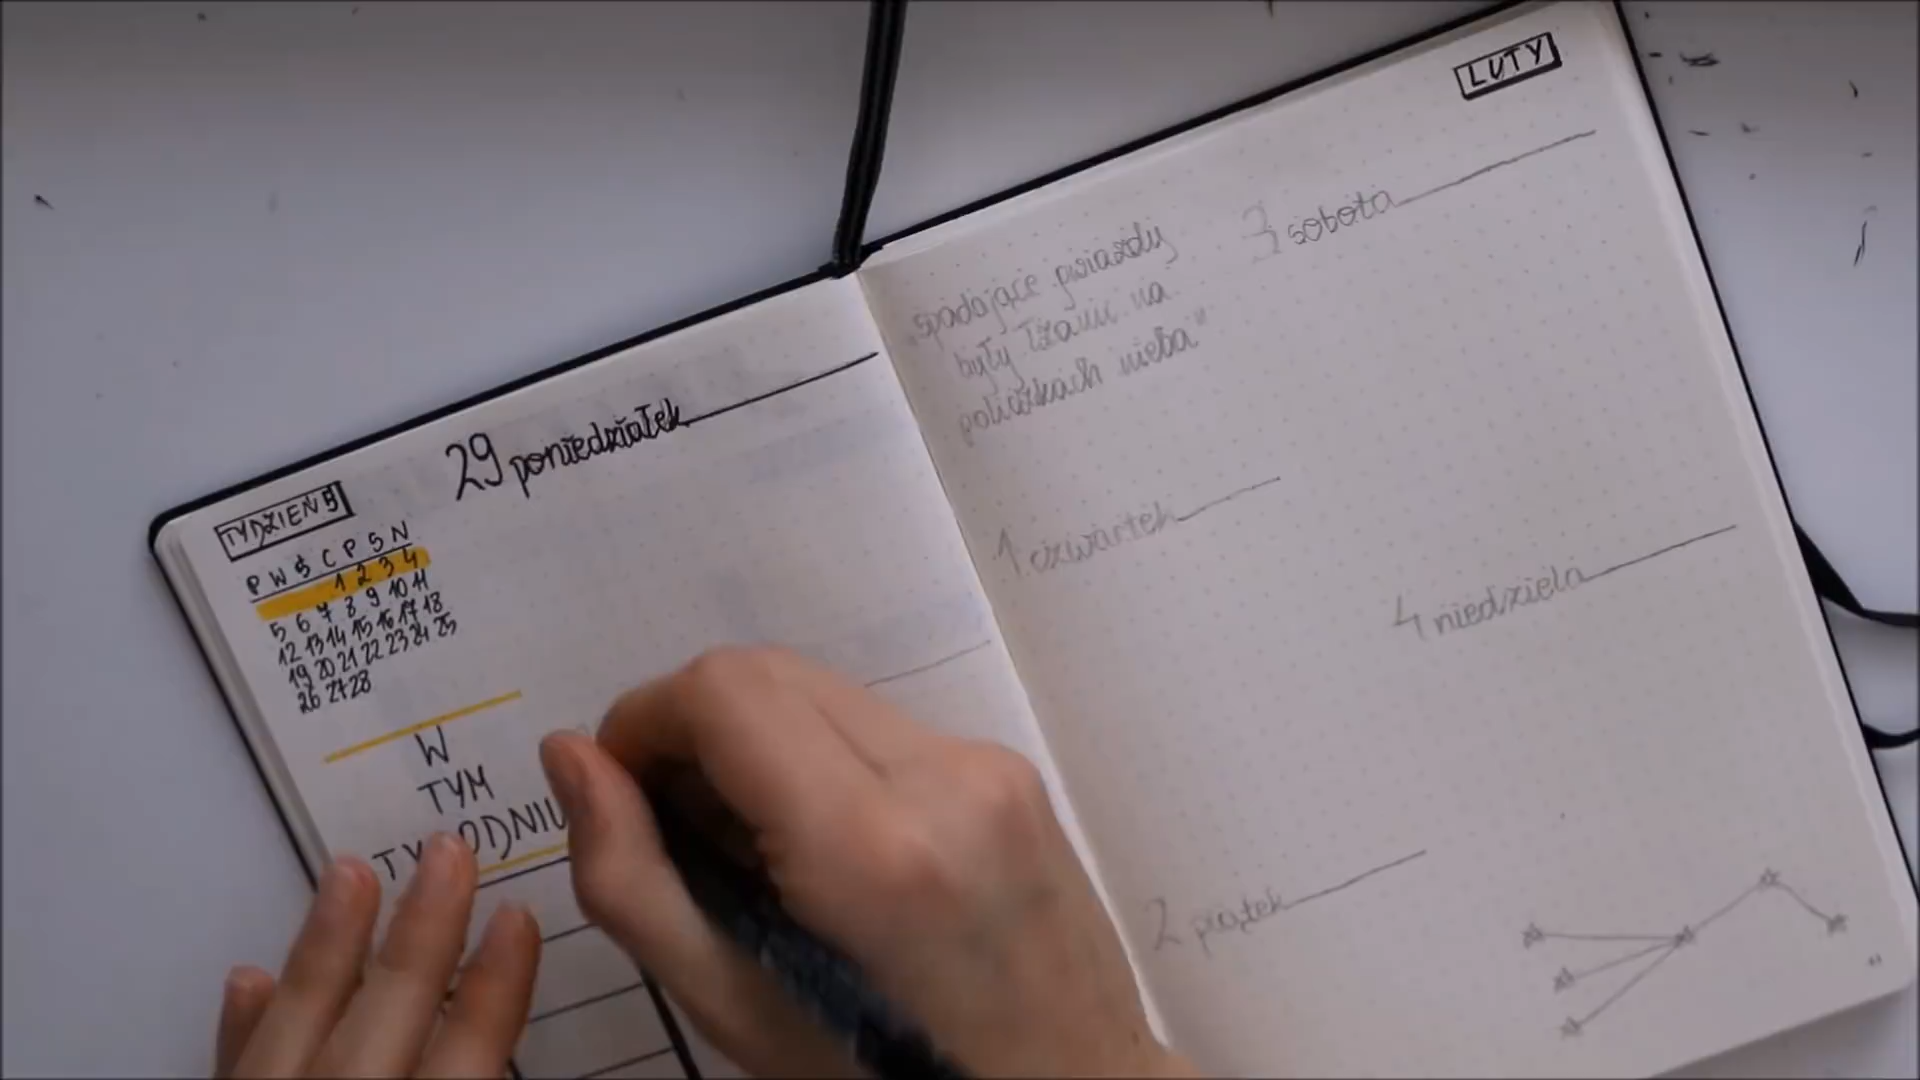 TYDZIEŃ 5
P W Ś C P S N
1 2 3 4
5 6 7 8 9 10 11
12 13 14 15 16 17 18
19 20 21 22 23 24 25
26 27 28
W
TYM
TYGODNIU
29 poniedziałek
LUTY
„spadające gwiazdy
były łzami na
policzkach nieba"
1 czwartek
2 piątek
3 sobota
4 niedziela